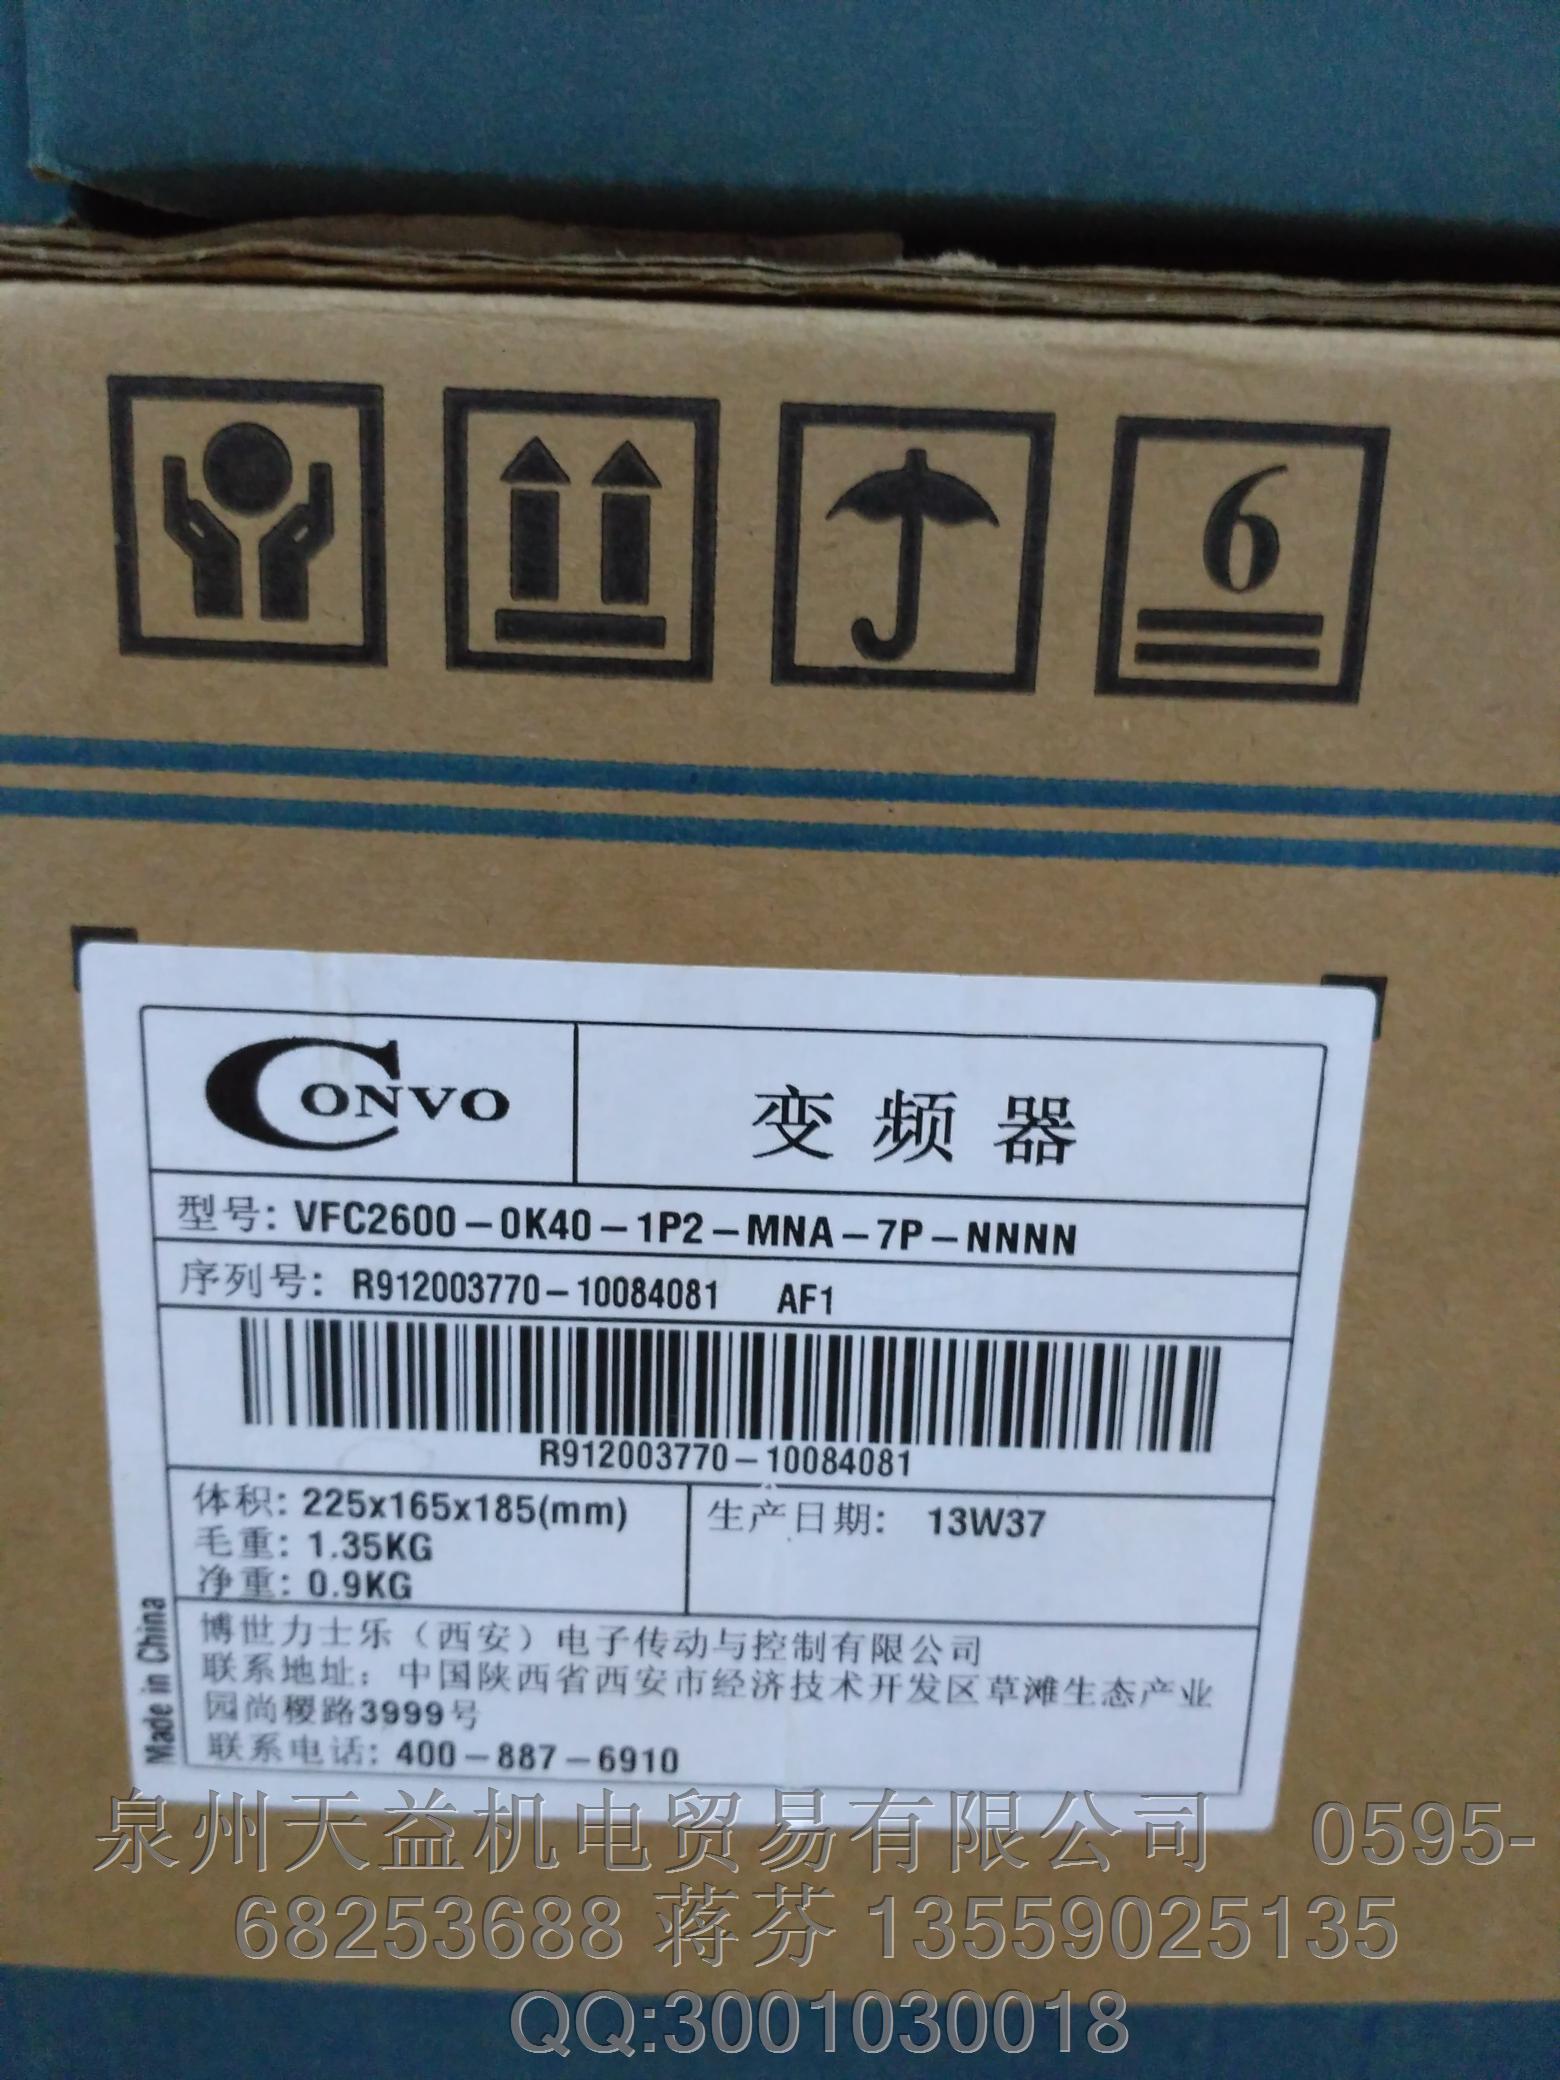 6
CONVO
变频器
型号: VFC2600-0K40-1P2-MNA-7P-NNNN
序列号: R912003770-10084081 AF1
R912003770-10084081
体积: 225x165x185(mm)
毛重: 1.35KG
净重: 0.9KG
生产日期: 13W37
博世力士乐（西安）电子传动与控制有限公司
联系地址: 中国陕西省西安市经济技术开发区草滩生态产业
园尚稷路3999号
联系电话: 400-887-6910
Made in China
泉州天益机电贸易有限公司 0595-
68253688 蒋芬 13559025135
QQ:3001030018